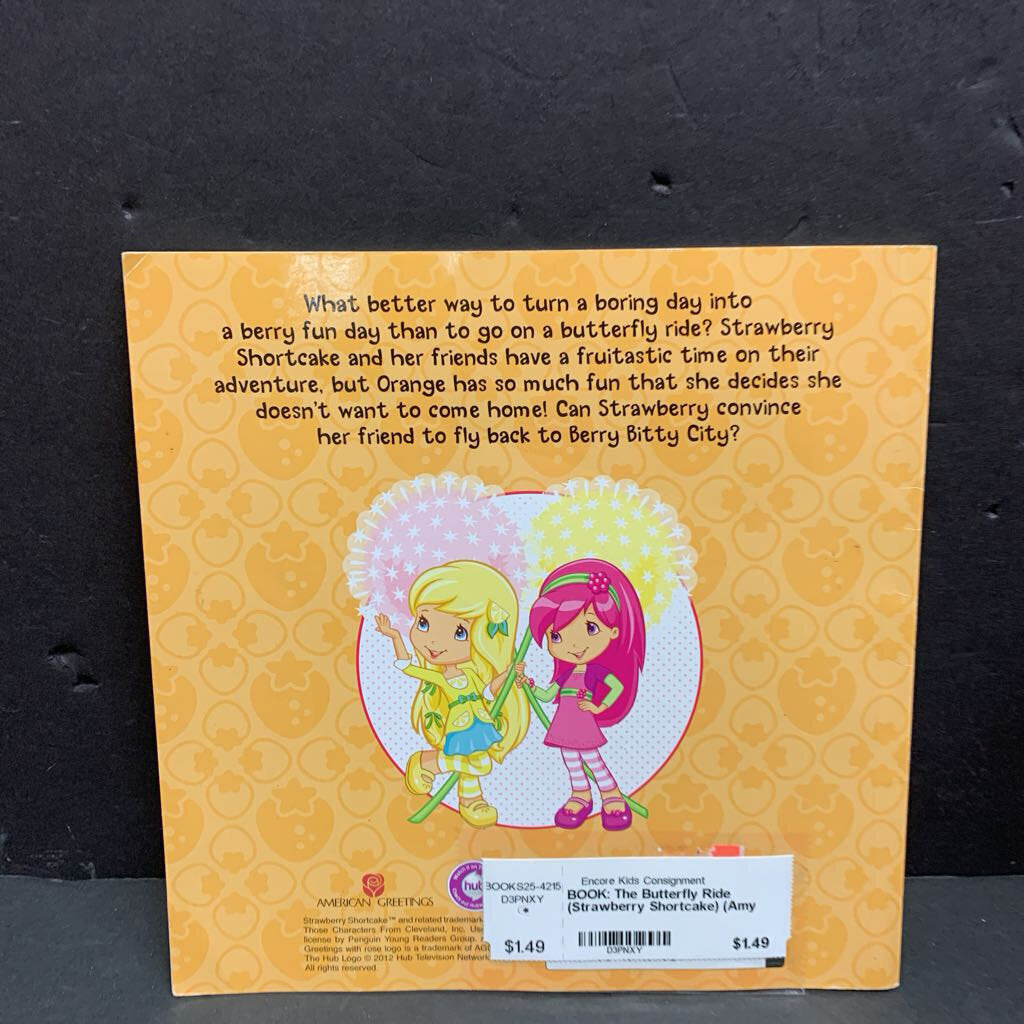 What better way to turn a boring day into
a berry fun day than to go on a butterfly ride? Strawberry
Shortcake and her friends have a fruitastic time on their
adventure, but Orange has so much fun that she decides she
doesn't want to come home! Can Strawberry convince
her friend to fly back to Berry Bitty City?
AMERICAN GREETINGS
hub
Strawberry Shortcake™ and related trademark
Those Characters From Cleveland, Inc. Use
license by Penguin Young Readers Group.
Greetings with rose logo is a trademark of AG
The Hub Logo © 2012 Hub Television Network
All rights reserved.
BOOKS25-4215
D3PNXY
$1.49
Encore Kids Consignment
BOOK: The Butterfly Ride
(Strawberry Shortcake) (Amy
D3PNXY
$1.49